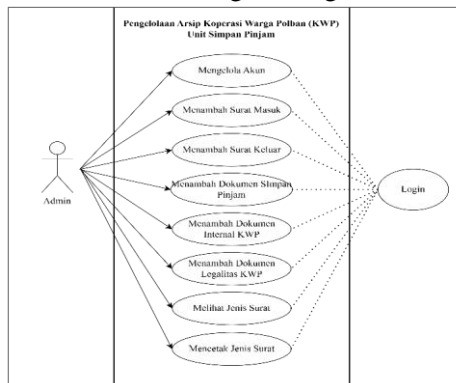 Pengelolaan Arsip Koperasi Warga Polban (KWP)
Unit Simpan Pinjam
Mengelola Akun
Menambah Surat Masuk
Menambah Surat Keluar
Menambah Dokumen SImpan
Pinjam
Admin
Login
Menambah Dokumen
Internal KWP
Menambah Dokumen
Legalitas KWP
Melihat Jenis Surat
Mencetak Jenis Surat